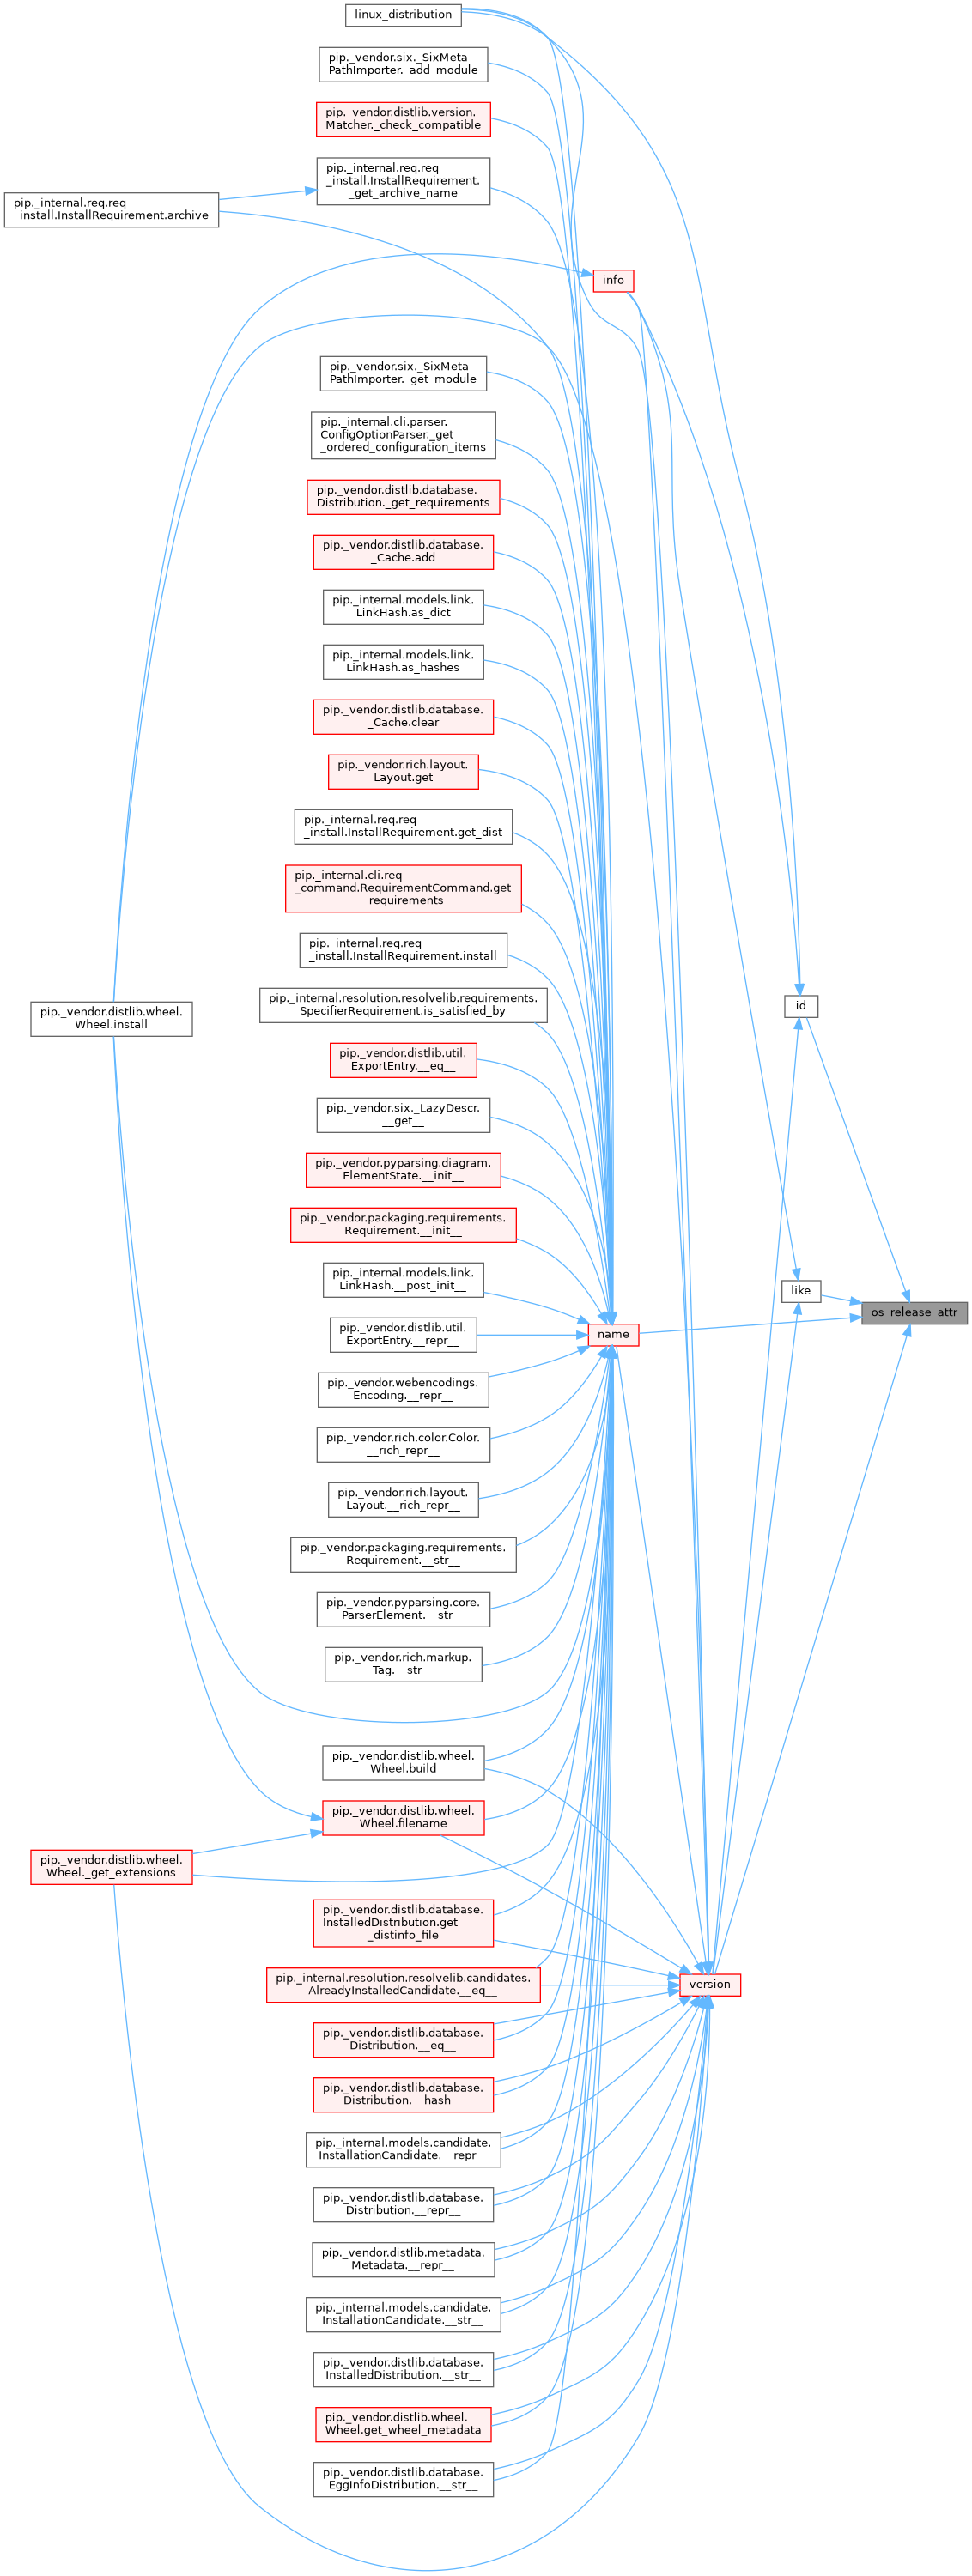 linux_distribution
pip._vendor.six._SixMeta
PathImporter._add_module
pip._vendor.distlib.version.
Matcher._check_compatible
pip._internal.req.req
_install.InstallRequirement.
_get_archive_name
pip._internal.req.req
_install.InstallRequirement.archive
info
pip._vendor.six._SixMeta
PathImporter._get_module
pip._internal.cli.parser.
ConfigOptionParser._get
_ordered_configuration_items
pip._vendor.distlib.database.
Distribution._get_requirements
pip._vendor.distlib.database.
_Cache.add
pip._internal.models.link.
LinkHash.as_dict
pip._internal.models.link.
LinkHash.as_hashes
pip._vendor.distlib.database.
_Cache.clear
pip._vendor.rich.layout.
Layout.get
pip._internal.req.req
_install.InstallRequirement.get_dist
pip._internal.cli.req
_command.RequirementCommand.get
_requirements
pip._internal.req.req
_install.InstallRequirement.install
pip._internal.resolution.resolvelib.requirements.
SpecifierRequirement.is_satisfied_by
id
pip._vendor.distlib.wheel.
Wheel.install
pip._vendor.distlib.util.
ExportEntry.__eq__
pip._vendor.six._LazyDescr.
__get__
pip._vendor.pyparsing.diagram.
ElementState.__init__
pip._vendor.packaging.requirements.
Requirement.__init__
pip._internal.models.link.
LinkHash.__post_init__
like
os_release_attr
name
pip._vendor.distlib.util.
ExportEntry.__repr__
pip._vendor.webencodings.
Encoding.__repr__
pip._vendor.rich.color.Color.
__rich_repr__
pip._vendor.rich.layout.
Layout.__rich_repr__
pip._vendor.packaging.requirements.
Requirement.__str__
pip._vendor.pyparsing.core.
ParserElement.__str__
pip._vendor.rich.markup.
Tag.__str__
pip._vendor.distlib.wheel.
Wheel.build
pip._vendor.distlib.wheel.
Wheel.filename
pip._vendor.distlib.wheel.
Wheel._get_extensions
pip._vendor.distlib.database.
InstalledDistribution.get
_distinfo_file
pip._internal.resolution.resolvelib.candidates.
AlreadyInstalledCandidate.__eq__
version
pip._vendor.distlib.database.
Distribution.__eq__
pip._vendor.distlib.database.
Distribution.__hash__
pip._internal.models.candidate.
InstallationCandidate.__repr__
pip._vendor.distlib.database.
Distribution.__repr__
pip._vendor.distlib.metadata.
Metadata.__repr__
pip._internal.models.candidate.
InstallationCandidate.__str__
pip._vendor.distlib.database.
InstalledDistribution.__str__
pip._vendor.distlib.wheel.
Wheel.get_wheel_metadata
pip._vendor.distlib.database.
EggInfoDistribution.__str__